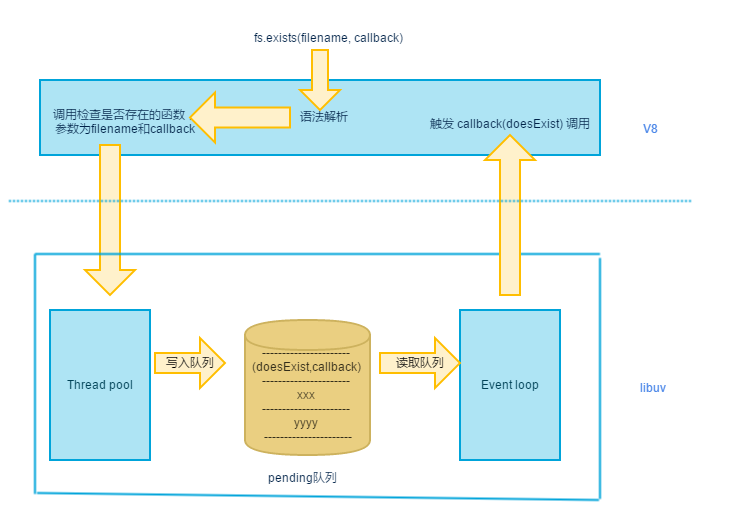 fs.exists(filename, callback)
调用检查是否存在的函数
参数为filename和callback
语法解析
触发 callback(doesExist) 调用
V8
Thread pool
写入队列
-----------------------
(doesExist,callback)
-----------------------
xxx
-----------------------
yyyy
-----------------------
pending队列
读取队列
Event loop
libuv